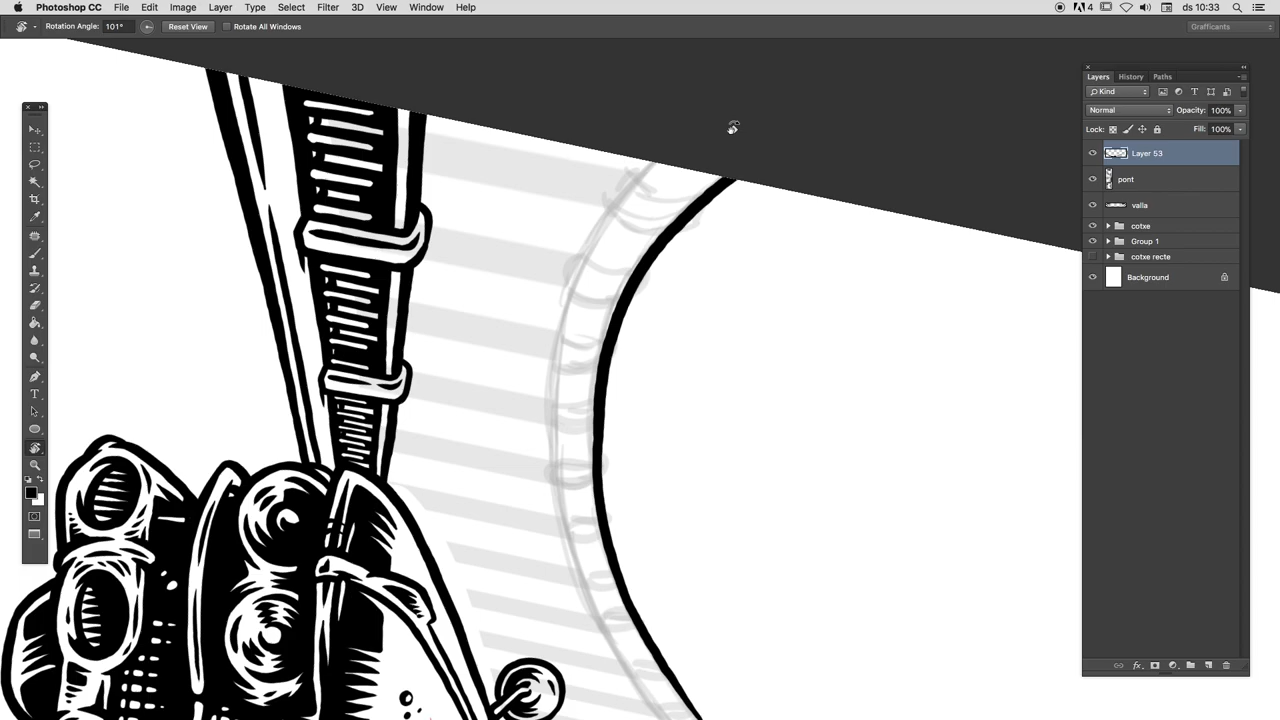 Photoshop CC File Edit Image Layer Type Select Filter 3D View Window Help 4 ds 10:33
Rotation Angle: 101° Reset View Rotate All Windows Grafficants
Layers History Paths
Kind
Normal Opacity: 100%
Lock: Fill: 100%
Layer 53
pont
valla
cotxe
Group 1
cotxe recte
Background